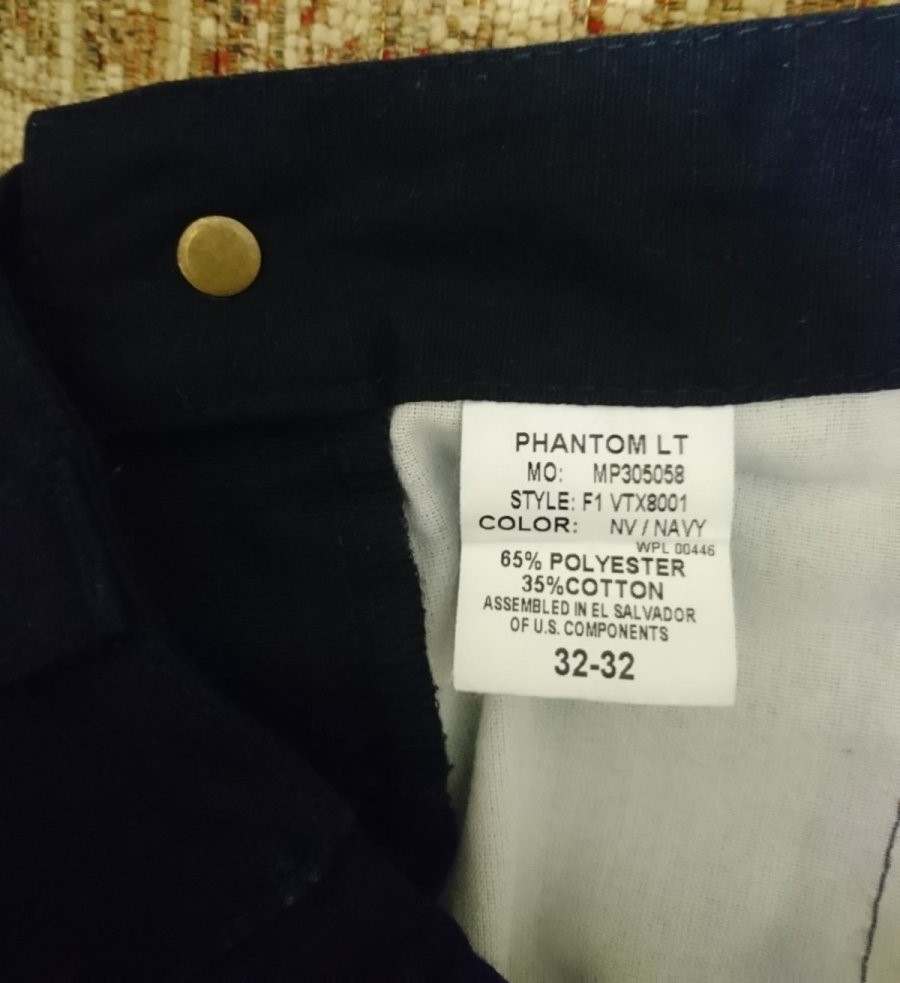 PHANTOM LT
MO: MP305058
STYLE: F1 VTX8001
COLOR: NV / NAVY
WPL 00446
65% POLYESTER
35%COTTON
ASSEMBLED IN EL SALVADOR
OF U.S. COMPONENTS
32-32